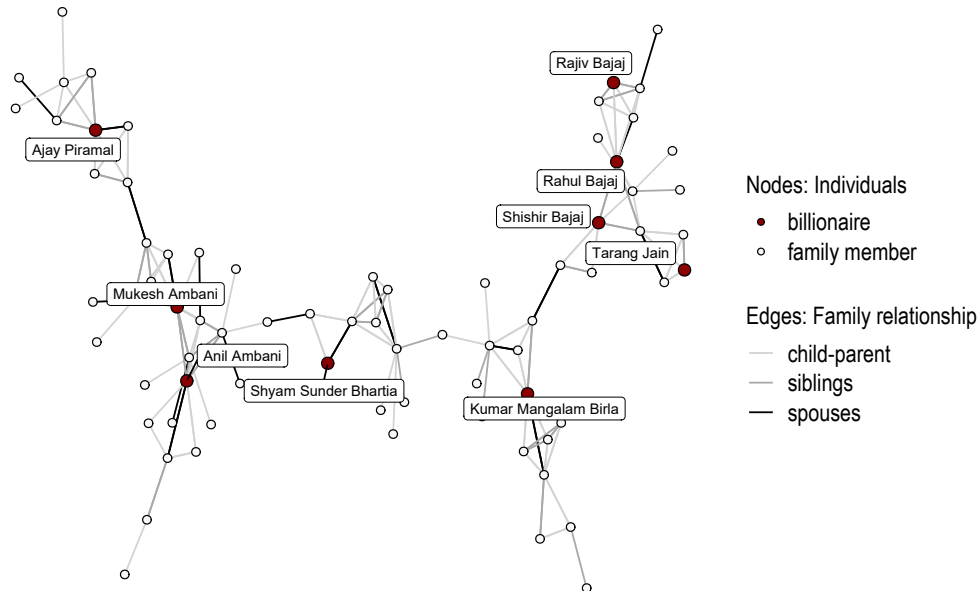 Rajiv Bajaj
Ajay Piramal
Rahul Bajaj
Shishir Bajaj
Tarang Jain
Mukesh Ambani
Anil Ambani
Shyam Sunder Bhartia
Kumar Mangalam Birla
Nodes: Individuals
billionaire
family member
Edges: Family relationship
child-parent
siblings
spouses